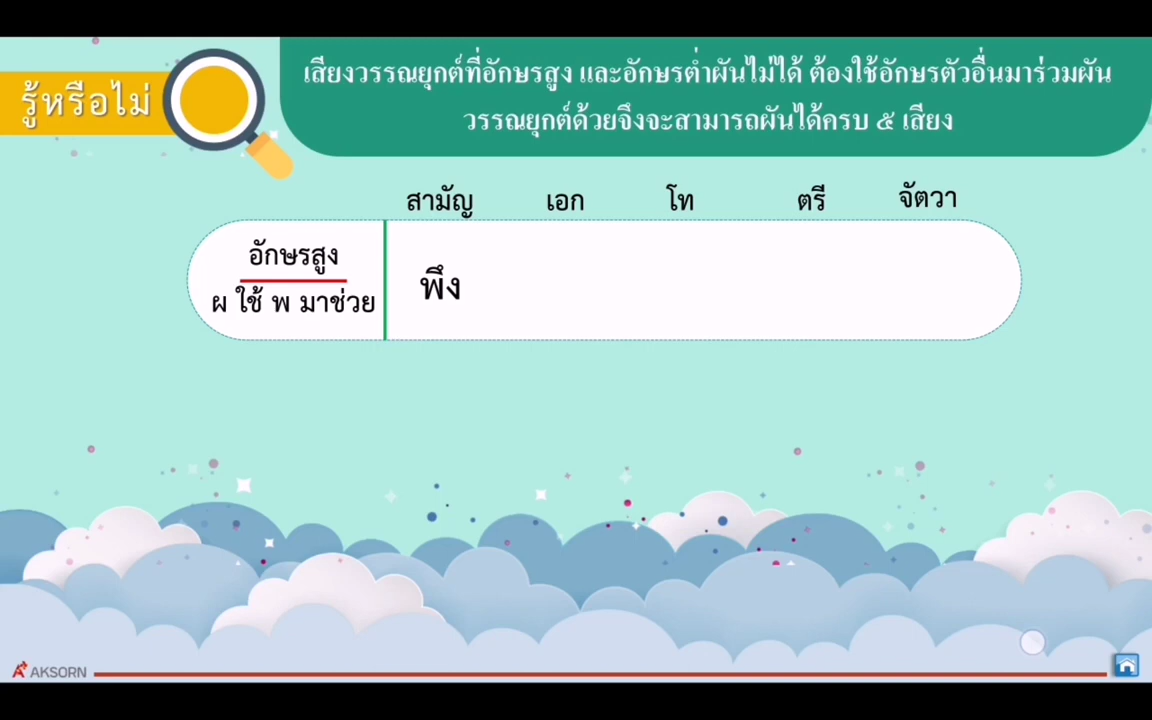 รู้หรือไม่
เสียงวรรณยุกต์ที่อักษรสูง และอักษรต่ำผันไม่ได้ ต้องใช้อักษรตัวอื่นมาร่วมผัน
วรรณยุกต์ด้วยจึงจะสามารถผันได้ครบ ๕ เสียง
สามัญ เอก โท ตรี จัตวา
อักษรสูง
ผ ใช้ พ มาช่วย
พึง
AKSORN